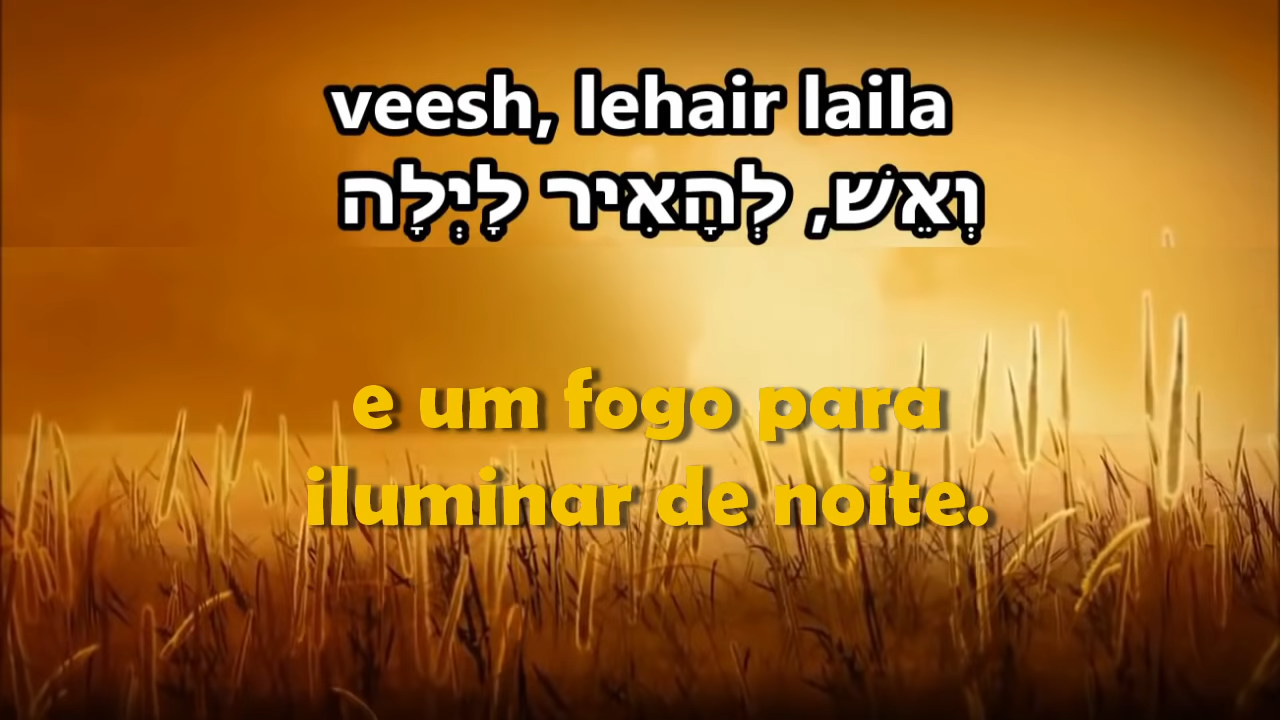 veesh, lehair laila
וְאֵשׁ, לְהָאִיר לָיְלָה
e um fogo para
iluminar de noite.